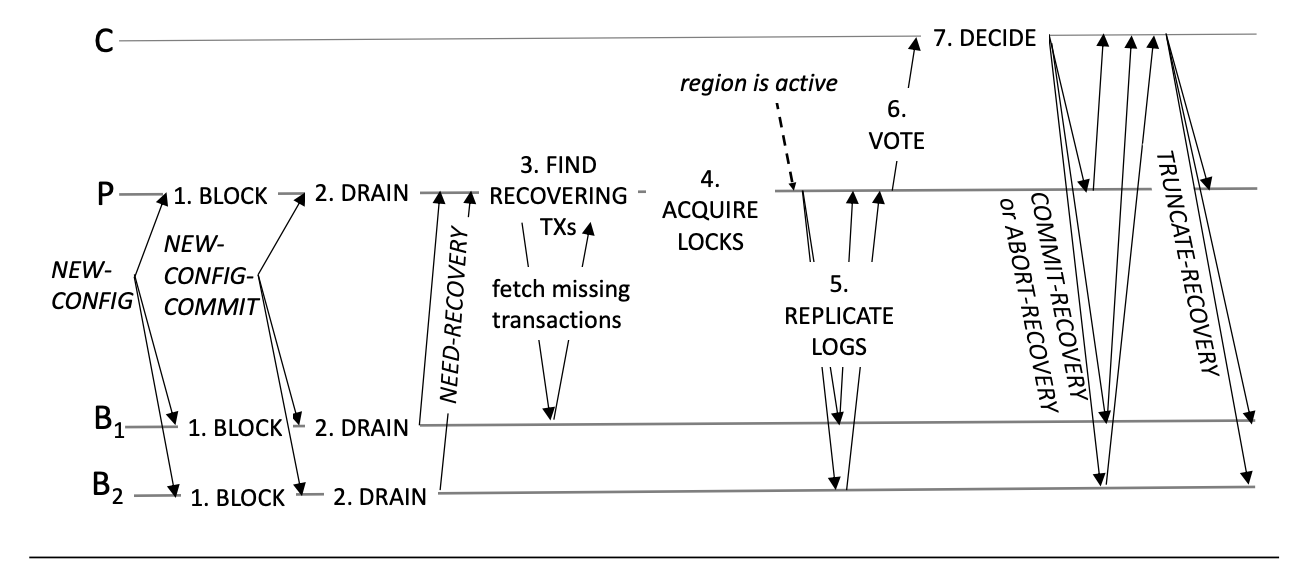 C
7. DECIDE
region is active
6.
VOTE
P
1. BLOCK
2. DRAIN
3. FIND
RECOVERING
TXs
4.
ACQUIRE
LOCKS
NEW-
CONFIG
NEW-
CONFIG-
COMMIT
NEED-RECOVERY
fetch missing
transactions
5.
REPLICATE
LOGS
COMMIT-RECOVERY
or ABORT-RECOVERY
TRUNCATE-RECOVERY
B1
1. BLOCK
2. DRAIN
B2
1. BLOCK
2. DRAIN